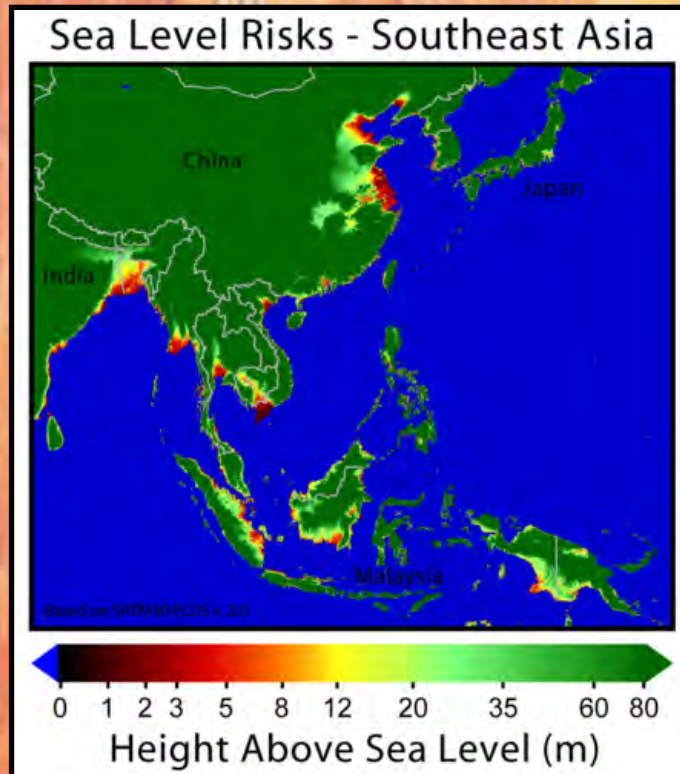 Sea Level Risks - Southeast Asia
China
Japan
India
Malaysia
Based on SRTM30 PLUS v. 2.0
0 1 2 3 5 8 12 20 35 60 80
Height Above Sea Level (m)